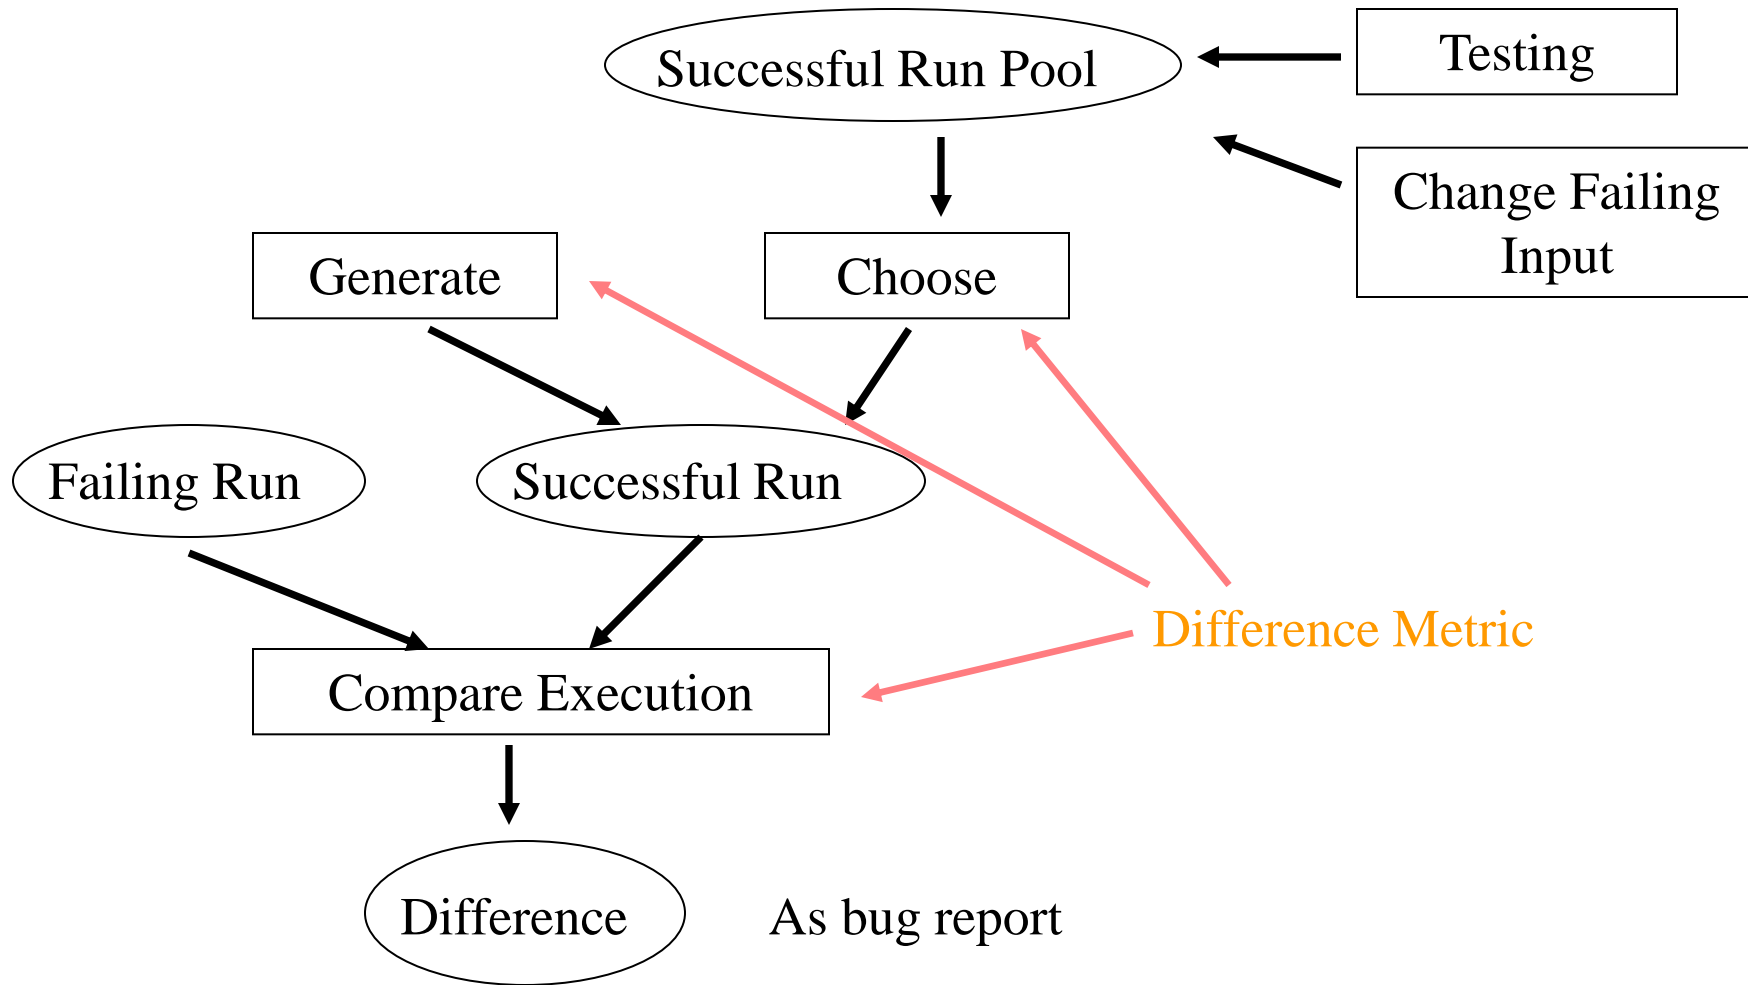 Successful Run Pool
Testing
Change Failing
Input
Generate
Choose
Failing Run
Successful Run
Difference Metric
Compare Execution
Difference
As bug report